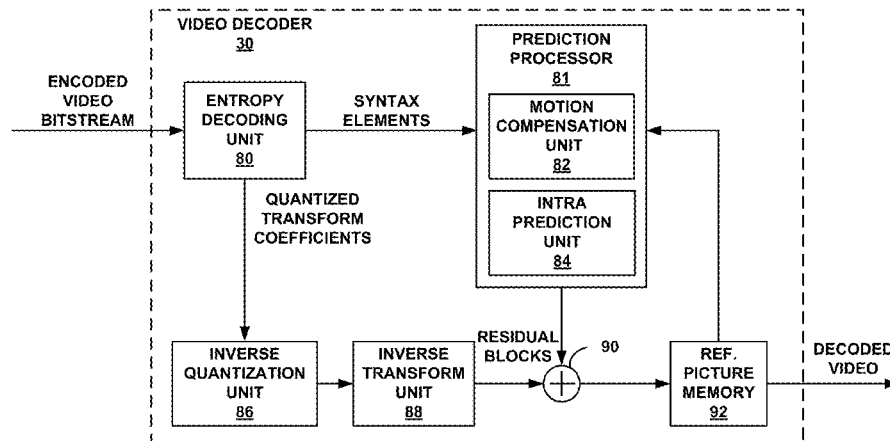 VIDEO DECODER
30
ENCODED
VIDEO
BITSTREAM
ENTROPY
DECODING
UNIT
80
SYNTAX
ELEMENTS
PREDICTION
PROCESSOR
81
MOTION
COMPENSATION
UNIT
82
INTRA
PREDICTION
UNIT
84
QUANTIZED
TRANSFORM
COEFFICIENTS
INVERSE
QUANTIZATION
UNIT
86
INVERSE
TRANSFORM
UNIT
88
RESIDUAL
BLOCKS
90
REF.
PICTURE
MEMORY
92
DECODED
VIDEO